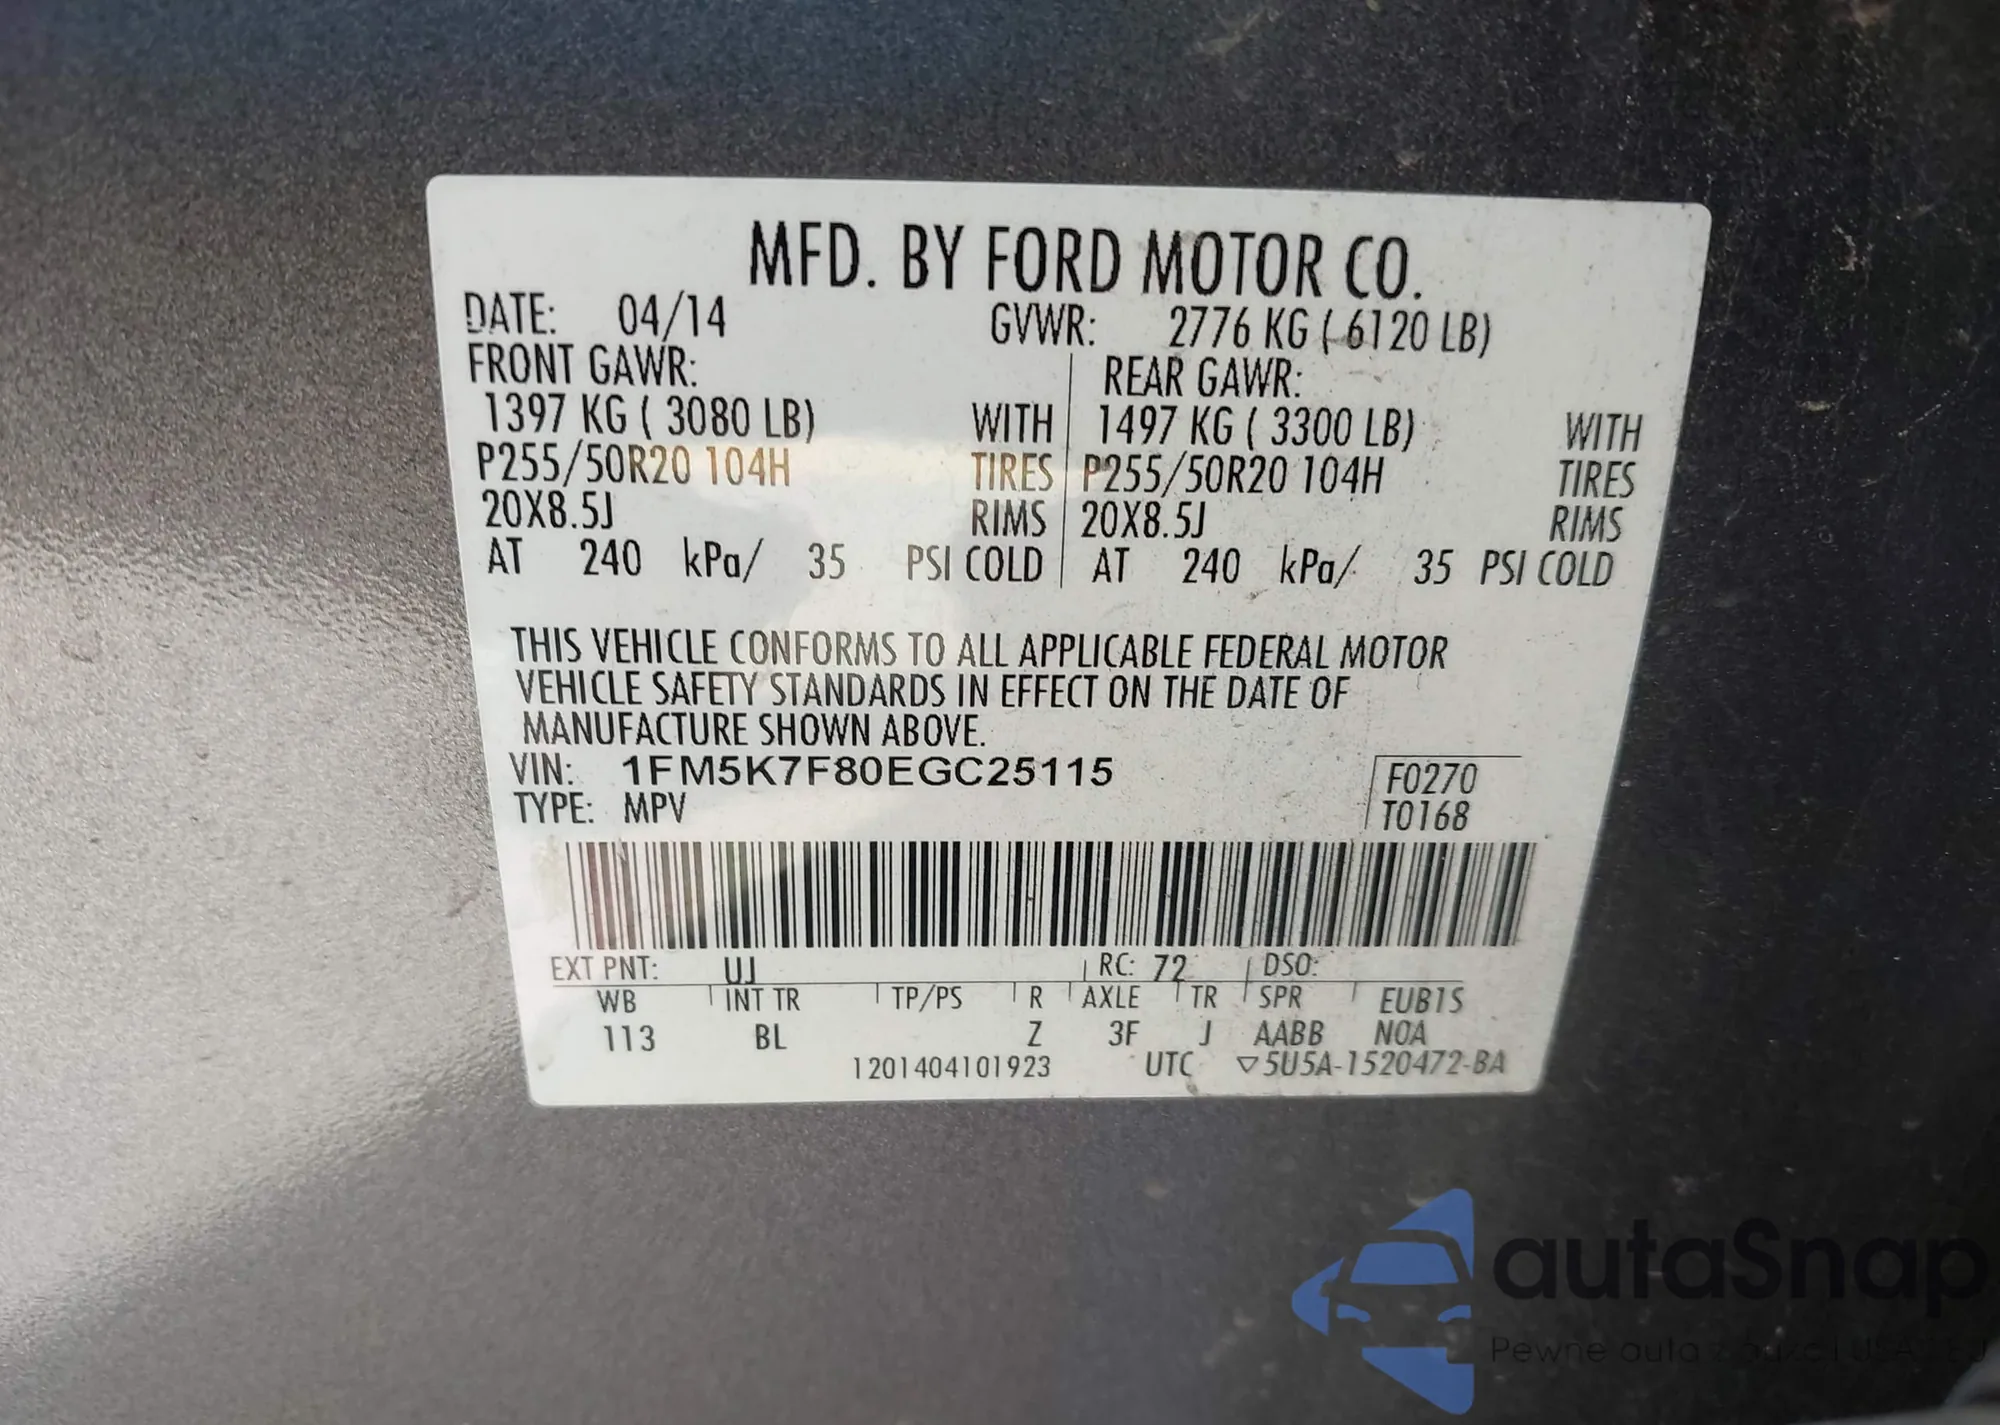 MFD. BY FORD MOTOR CO.
DATE: 04/14 GVWR: 2776 KG ( 6120 LB)
FRONT GAWR: REAR GAWR:
1397 KG ( 3080 LB) WITH 1497 KG ( 3300 LB) WITH
P255/50R20 104H TIRES P255/50R20 104H TIRES
20X8.5J RIMS 20X8.5J RIMS
AT 240 kPa/ 35 PSI COLD AT 240 kPa/ 35 PSI COLD
THIS VEHICLE CONFORMS TO ALL APPLICABLE FEDERAL MOTOR
VEHICLE SAFETY STANDARDS IN EFFECT ON THE DATE OF
MANUFACTURE SHOWN ABOVE.
VIN: 1FM5K7F80EGC25115 F0270
TYPE: MPV T0168
EXT PNT: UJ RC: 72 DSO:
WB INT TR TP/PS R AXLE TR SPR EUB1S
113 BL Z 3F J AABB NOA
1201404101923 UTC ▽5U5A-1520472-BA
autaSnap
Pewne auta z USA